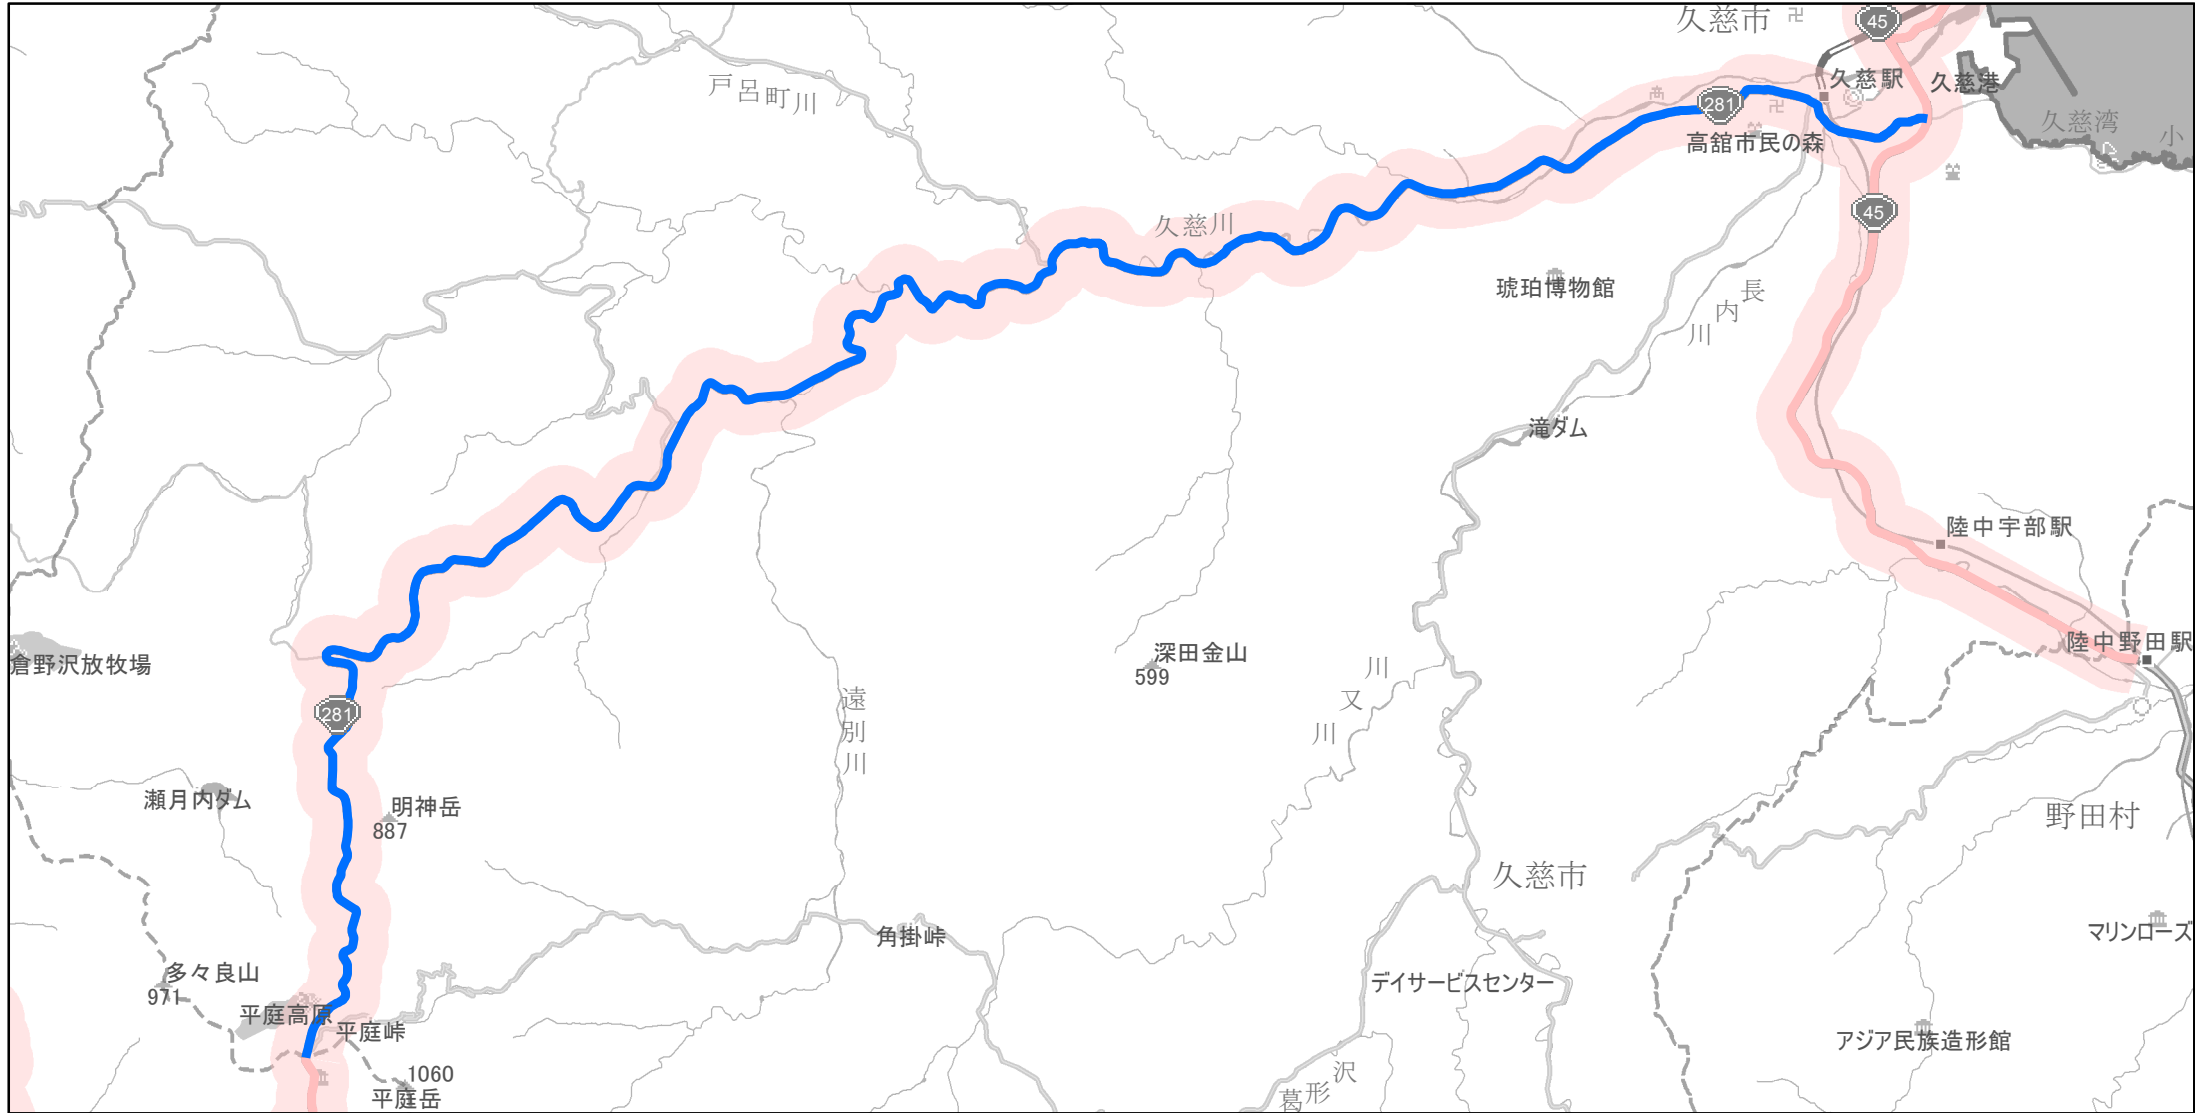 久慈市
45
戸呂町川
久慈駅
久慈港
281
久慈湾
小
高舘市民の森
45
久慈川
琥珀博物館
長内川
滝ダム
陸中宇部駅
陸中野田駅
倉野沢放牧場
深田金山
599
川又川
遠別川
281
瀬月内ダム
明神岳
887
野田村
久慈市
角掛峠
マリンローズ
多々良山
971
デイサービスセンター
平庭高原
平庭峠
アジア民族造形館
1060
平庭岳
葛形沢